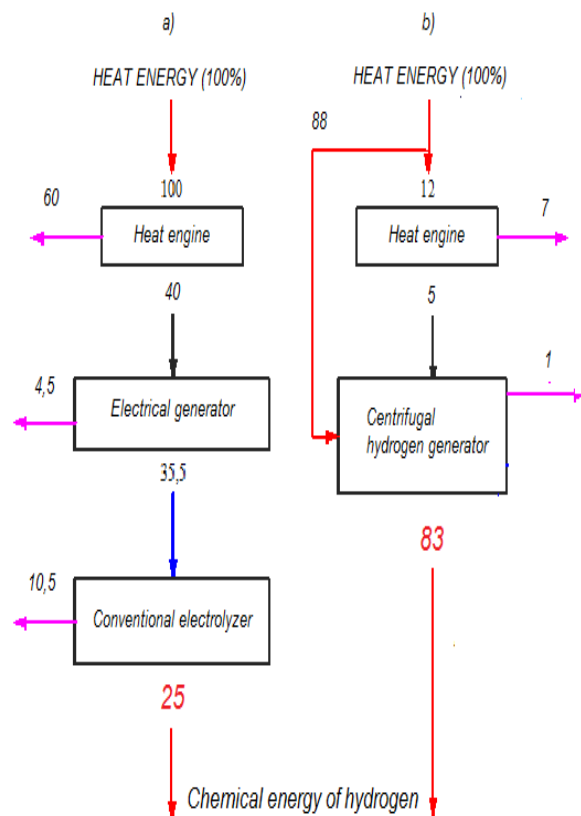 a)
HEAT ENERGY (100%)
100
60
Heat engine
40
4,5
Electrical generator
35,5
10,5
Conventional electrolyzer
25
b)
HEAT ENERGY (100%)
88
12
Heat engine
7
5
1
Centrifugal
hydrogen generator
83
Chemical energy of hydrogen